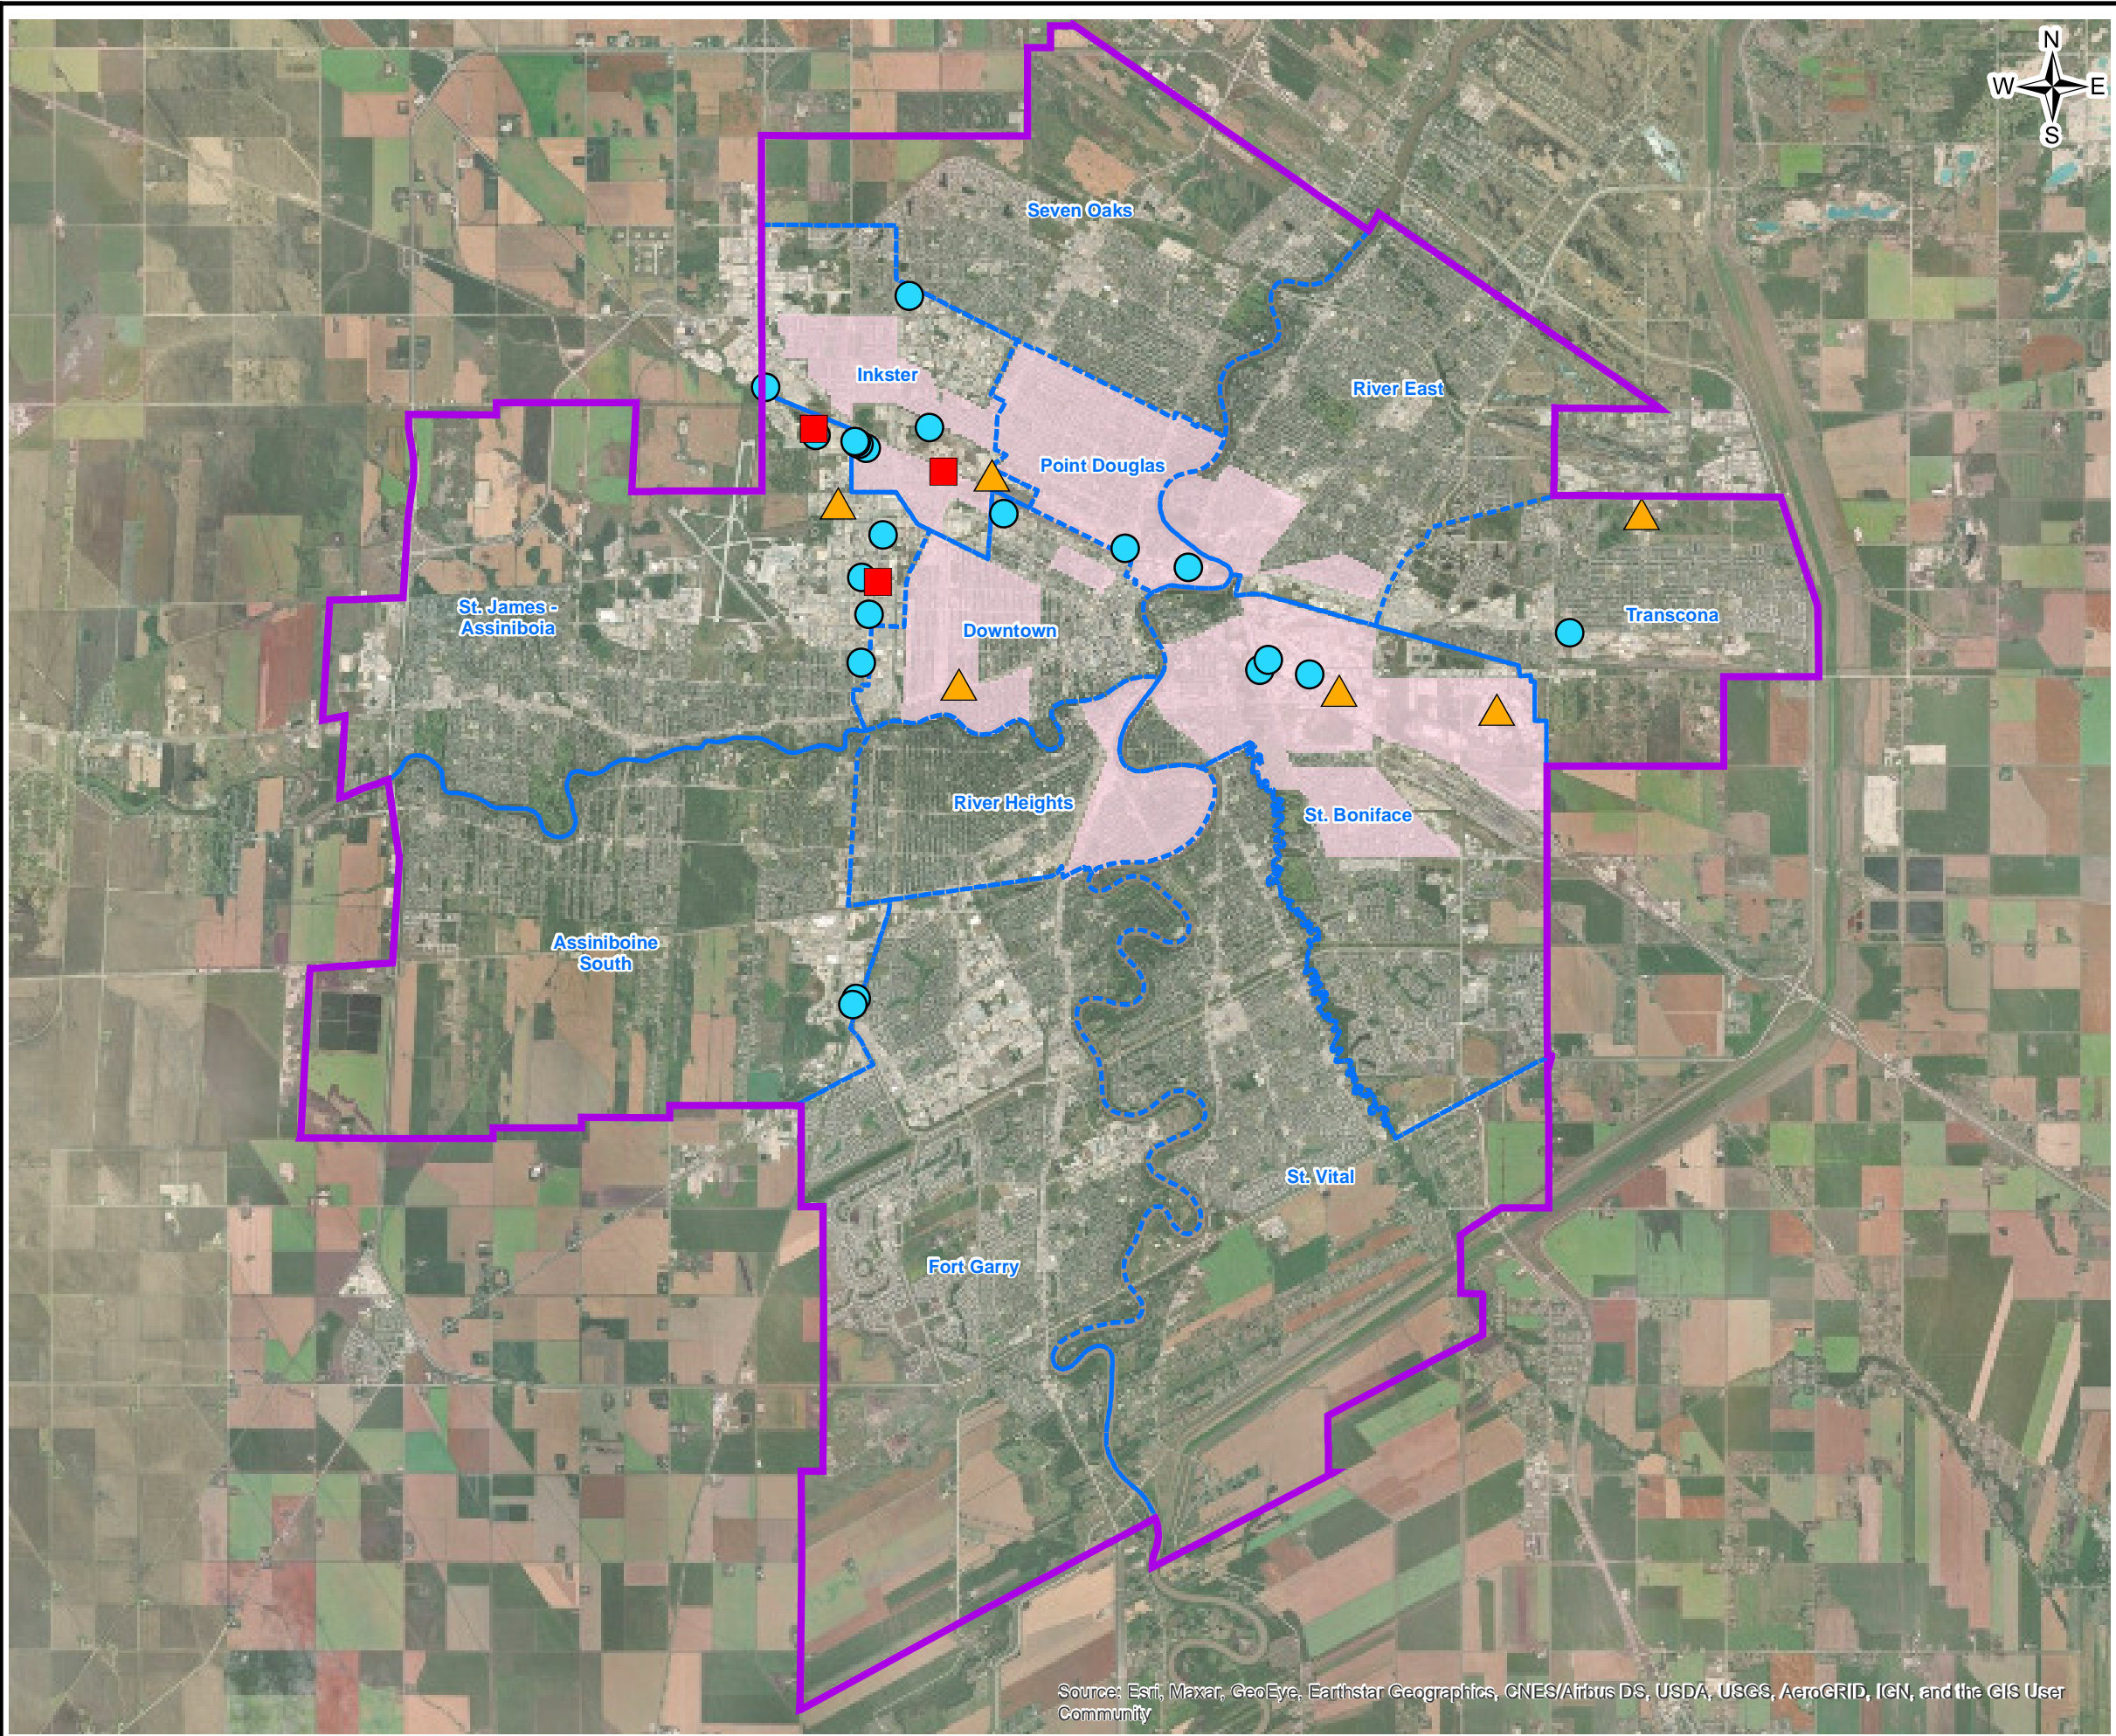 N
W E
S
Seven Oaks
Inkster
River East
Point Douglas
St. James -
Assiniboia
Transcona
Downtown
River Heights
St. Boniface
Assiniboine
South
St. Vital
Fort Garry
Source: Esri, Maxar, GeoEye, Earthstar Geographics, CNES/Airbus DS, USDA, USGS, AeroGRID, IGN, and the GIS User
Community